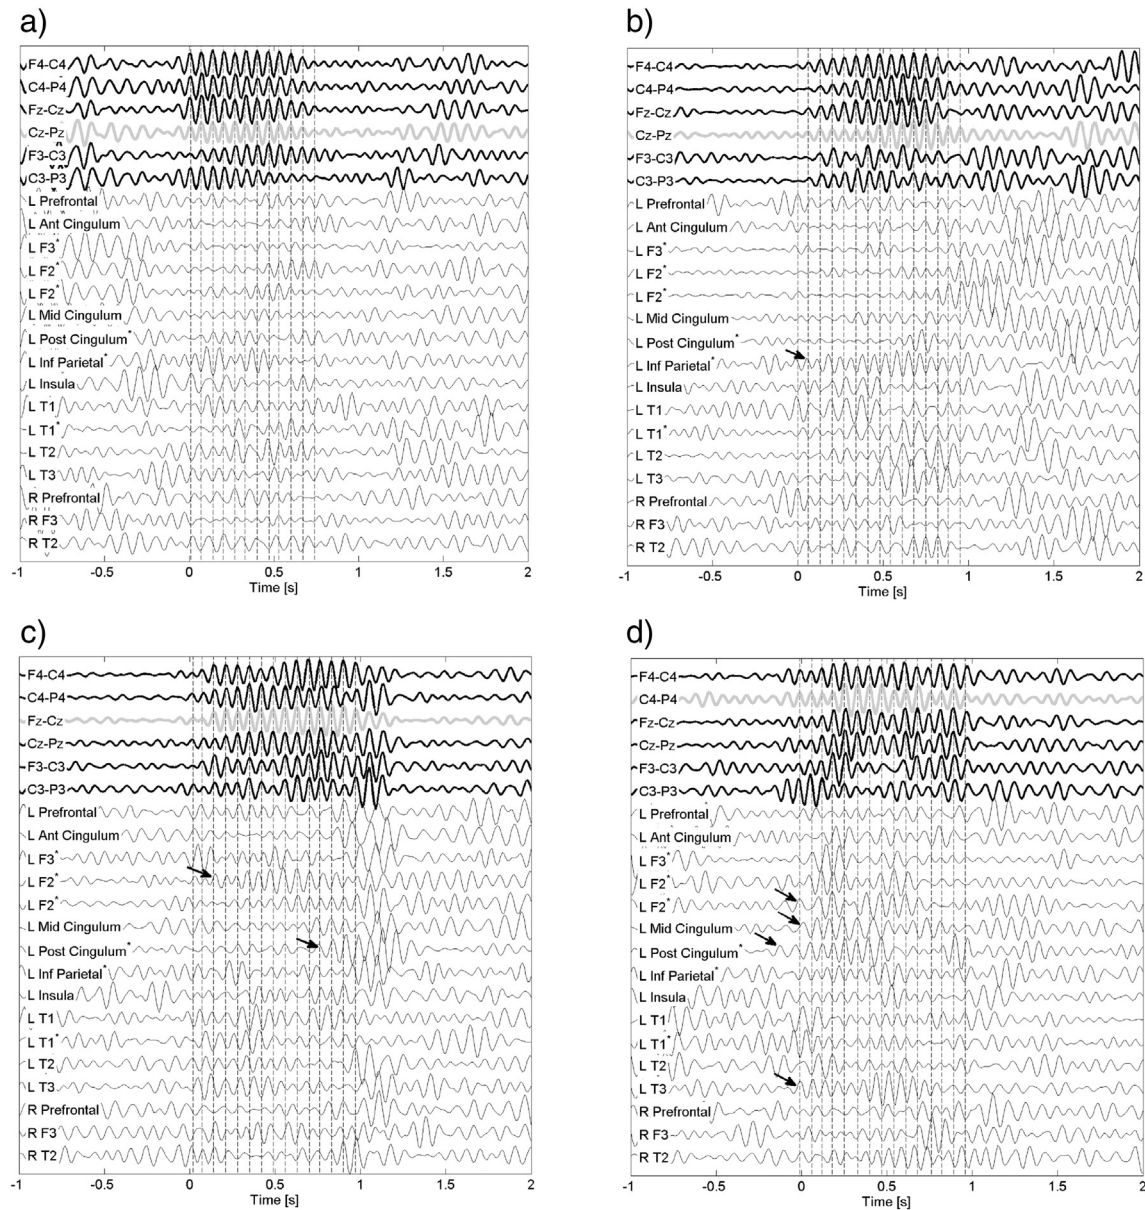 a)
F4-C4
C4-P4
Fz-Cz
Cz-Pz
F3-C3
C3-P3
L Prefrontal
L Ant Cingulum
L F3*
L F2*
L F2*
L Mid Cingulum
L Post Cingulum*
L Inf Parietal*
L Insula
L T1
L T1*
L T2
L T3
R Prefrontal
R F3
R T2
-1 -0.5 0 0.5 1 1.5 2
Time [s]
b)
F4-C4
C4-P4
Fz-Cz
Cz-Pz
F3-C3
C3-P3
L Prefrontal
L Ant Cingulum
L F3*
L F2*
L F2*
L Mid Cingulum
L Post Cingulum*
L Inf Parietal*
L Insula
L T1
L T1*
L T2
L T3
R Prefrontal
R F3
R T2
-1 -0.5 0 0.5 1 1.5 2
Time [s]
c)
F4-C4
C4-P4
Fz-Cz
Cz-Pz
F3-C3
C3-P3
L Prefrontal
L Ant Cingulum
L F3*
L F2*
L F2*
L Mid Cingulum
L Post Cingulum*
L Inf Parietal*
L Insula
L T1
L T1*
L T2
L T3
R Prefrontal
R F3
R T2
-1 -0.5 0 0.5 1 1.5 2
Time [s]
d)
F4-C4
C4-P4
Fz-Cz
Cz-Pz
F3-C3
C3-P3
L Prefrontal
L Ant Cingulum
L F3*
L F2*
L F2*
L Mid Cingulum
L Post Cingulum*
L Inf Parietal*
L Insula
L T1
L T1*
L T2
L T3
R Prefrontal
R F3
R T2
-1 -0.5 0 0.5 1 1.5 2
Time [s]